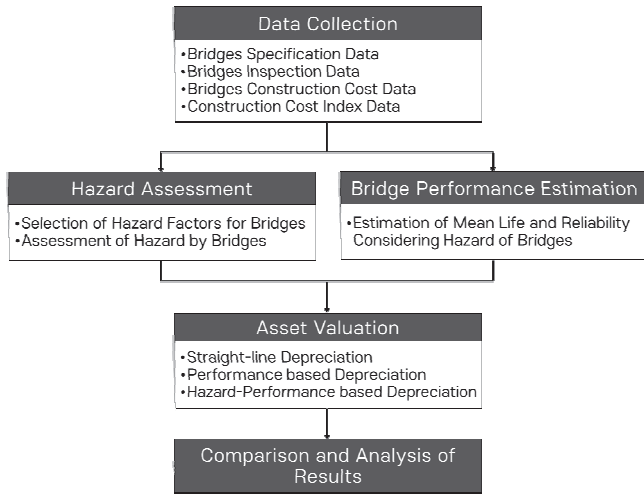 Data Collection
•Bridges Specification Data
•Bridges Inspection Data
•Bridges Construction Cost Data
•Construction Cost Index Data
Hazard Assessment
•Selection of Hazard Factors for Bridges
•Assessment of Hazard by Bridges
Bridge Performance Estimation
•Estimation of Mean Life and Reliability
Considering Hazard of Bridges
Asset Valuation
•Straight-line Depreciation
•Performance based Depreciation
•Hazard-Performance based Depreciation
Comparison and Analysis of
Results